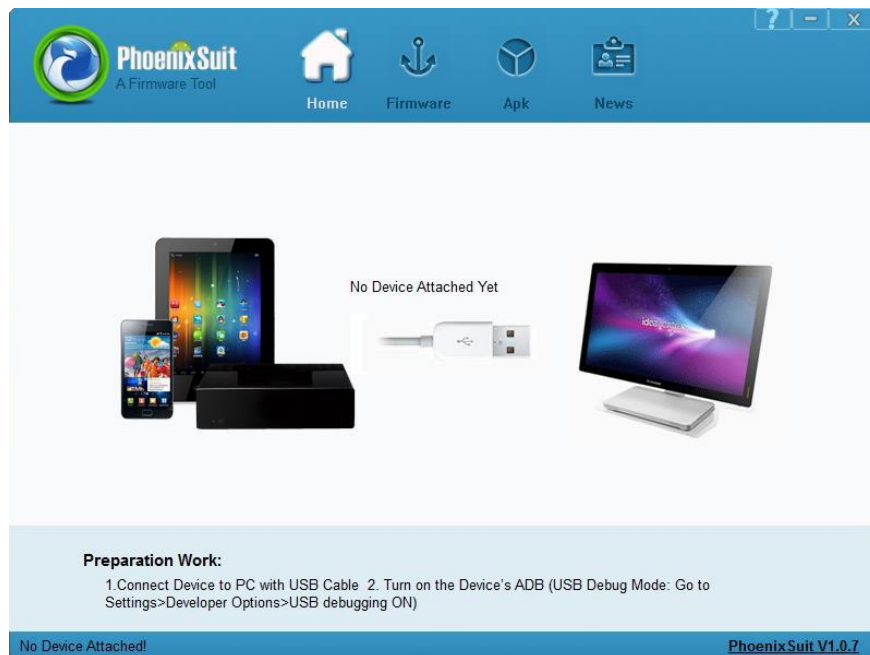 ? - X
PhoenixSuit
A Firmware Tool
Home Firmware Apk News
No Device Attached Yet
Preparation Work:
1.Connect Device to PC with USB Cable 2. Turn on the Device's ADB (USB Debug Mode: Go to
Settings>Developer Options>USB debugging ON)
No Device Attached! PhoenixSuit V1.0.7